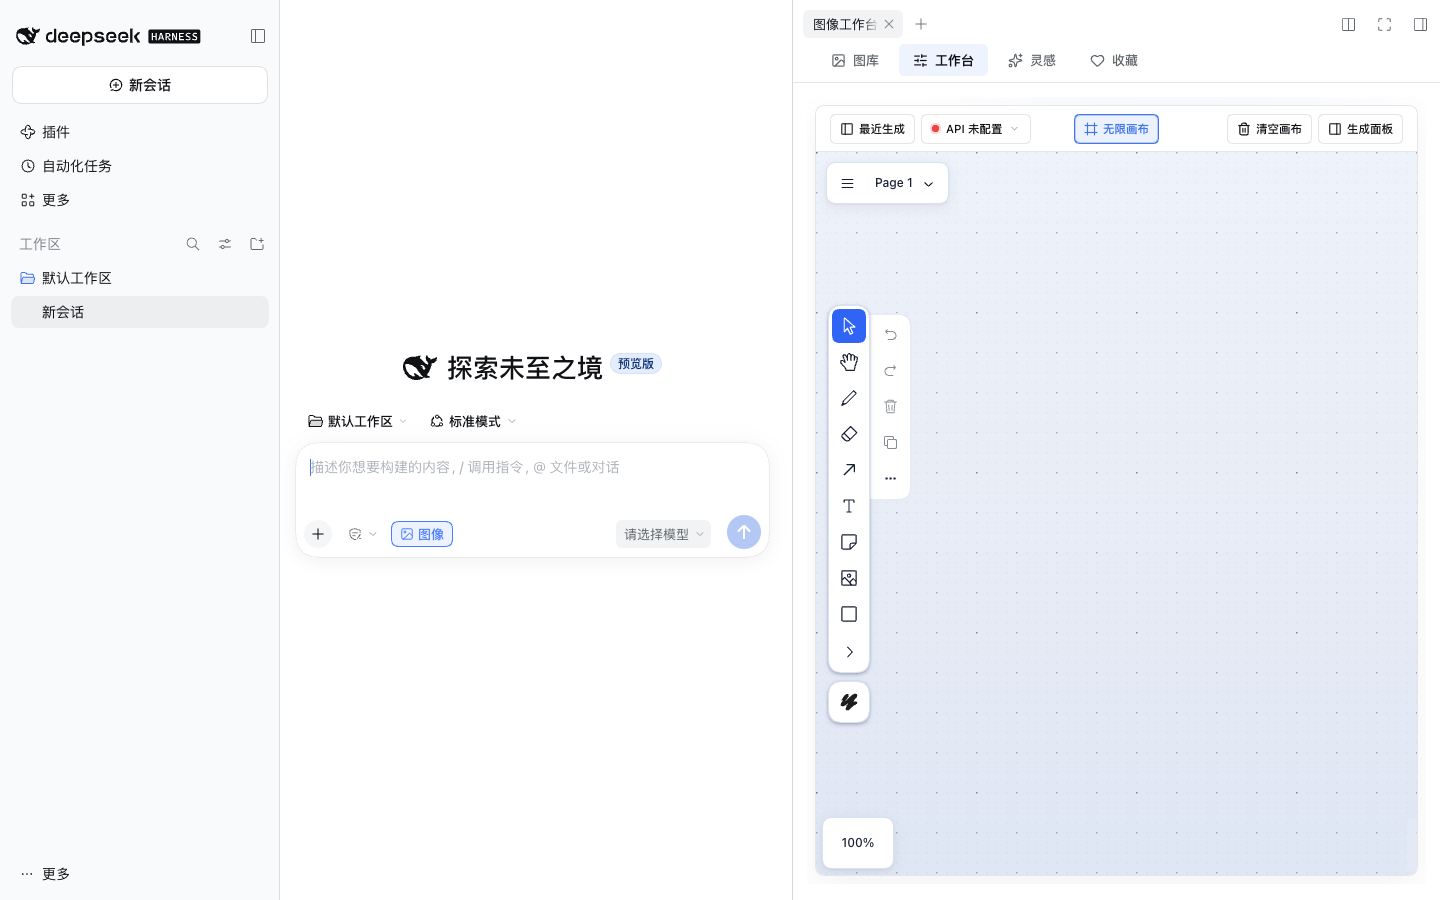 deepseek HARNESS
新会话
插件
自动化任务
更多
工作区
默认工作区
新会话
更多
探索未至之境 预览版
默认工作区 标准模式
描述你想要构建的内容, / 调用指令, @ 文件或对话
图像 请选择模型
图像工作台
图库 工作台 灵感 收藏
最近生成 API 未配置 无限画布 清空画布 生成面板
Page 1
100%